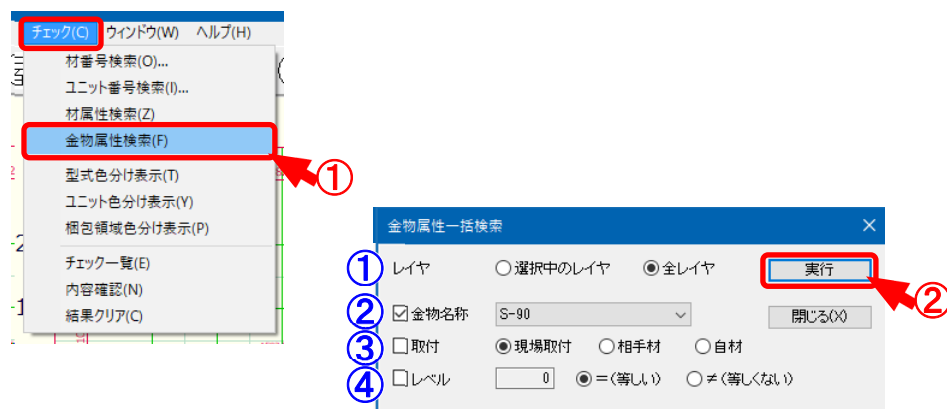 チェック(C) ウィンドウ(W) ヘルプ(H)
材番号検索(O)...
ユニット番号検索(I)...
材属性検索(Z)
金物属性検索(F)
①
型式色分け表示(T)
ユニット色分け表示(Y)
梱包領域色分け表示(P)
チェック一覧(E)
内容確認(N)
結果クリア(C)
金物属性一括検索
① レイヤ 選択中のレイヤ 全レイヤ 実行
②
② 金物名称 S-90 閉じる(X)
③ 取付 現場取付 相手材 自材
④ レベル 0 =(等しい) ≠(等しくない)